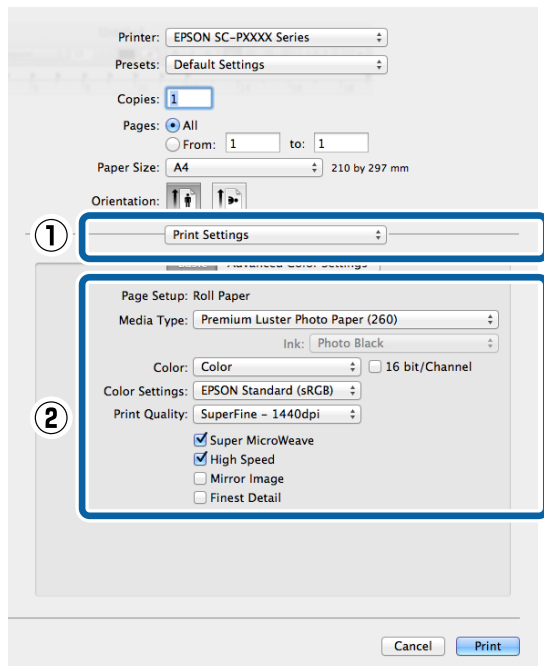 Printer: EPSON SC-PXXXX Series
Presets: Default Settings
Copies: 1
Pages: All
From: 1 to: 1
Paper Size: A4 210 by 297 mm
Orientation:
1 Print Settings
Advanced Color Settings
Page Setup: Roll Paper
Media Type: Premium Luster Photo Paper (260)
Ink: Photo Black
Color: Color 16 bit/Channel
Color Settings: EPSON Standard (sRGB)
2 Print Quality: SuperFine – 1440dpi
Super MicroWeave
High Speed
Mirror Image
Finest Detail
Cancel Print